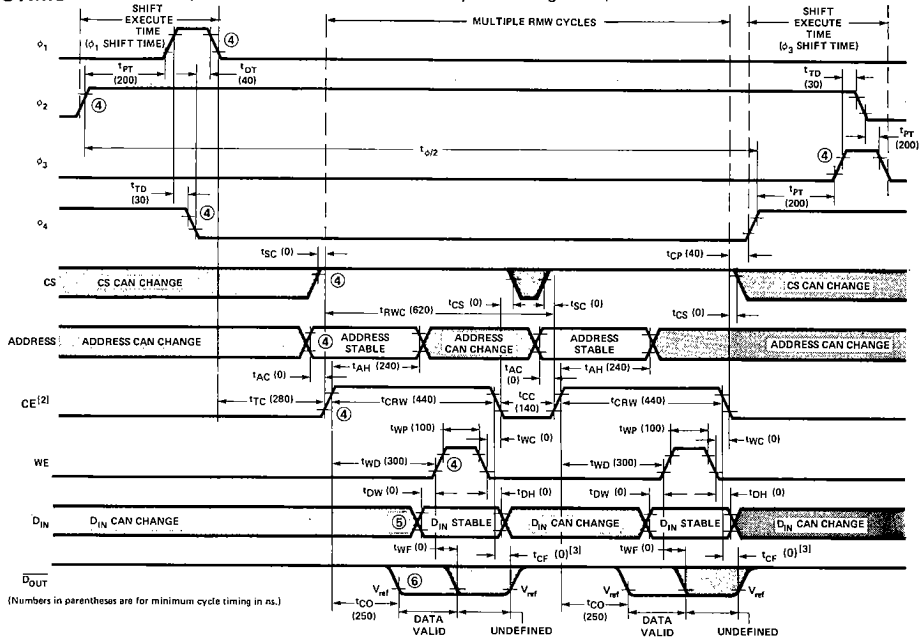 SHIFT
EXECUTE
TIME
(ϕ1 SHIFT TIME)
MULTIPLE RMW CYCLES
SHIFT
EXECUTE
TIME
(ϕ3 SHIFT TIME)
ϕ1
④
tPT
(200)
tDT
(40)
tTD
(30)
ϕ2
④
tPT
(200)
tϕ/2
ϕ3
④
tTD
(30)
tPT
(200)
ϕ4
④
tSC (0)
tCP (40)
CS
CS CAN CHANGE
④
tCS (0)
tSC (0)
CS CAN CHANGE
tRWC (620)
tCS (0)
ADDRESS
ADDRESS CAN CHANGE
④
ADDRESS
STABLE
ADDRESS
CAN CHANGE
ADDRESS
STABLE
ADDRESS CAN CHANGE
tAC (0)
tAH (240)
tAC
(0)
tAH (240)
CE[2]
tTC (280)
④
tCRW (440)
tCC
(140)
tCRW (440)
tWP (100)
tWC (0)
tWP (100)
tWC (0)
WE
tWD (300)
④
tWD (300)
tDW (0)
tDH (0)
tDW (0)
tDH (0)
DIN
DIN CAN CHANGE
⑤
DIN STABLE
DIN CAN CHANGE
DIN STABLE
DIN CAN CHANGE
tWF (0)
tCF (0)[3]
tWF (0)
tCF (0)[3]
DOUT
⑥
Vref
Vref
Vref
Vref
(Numbers in parentheses are for minimum cycle timing in ns.)
tCO
(250)
DATA
VALID
UNDEFINED
tCO
(250)
DATA
VALID
UNDEFINED